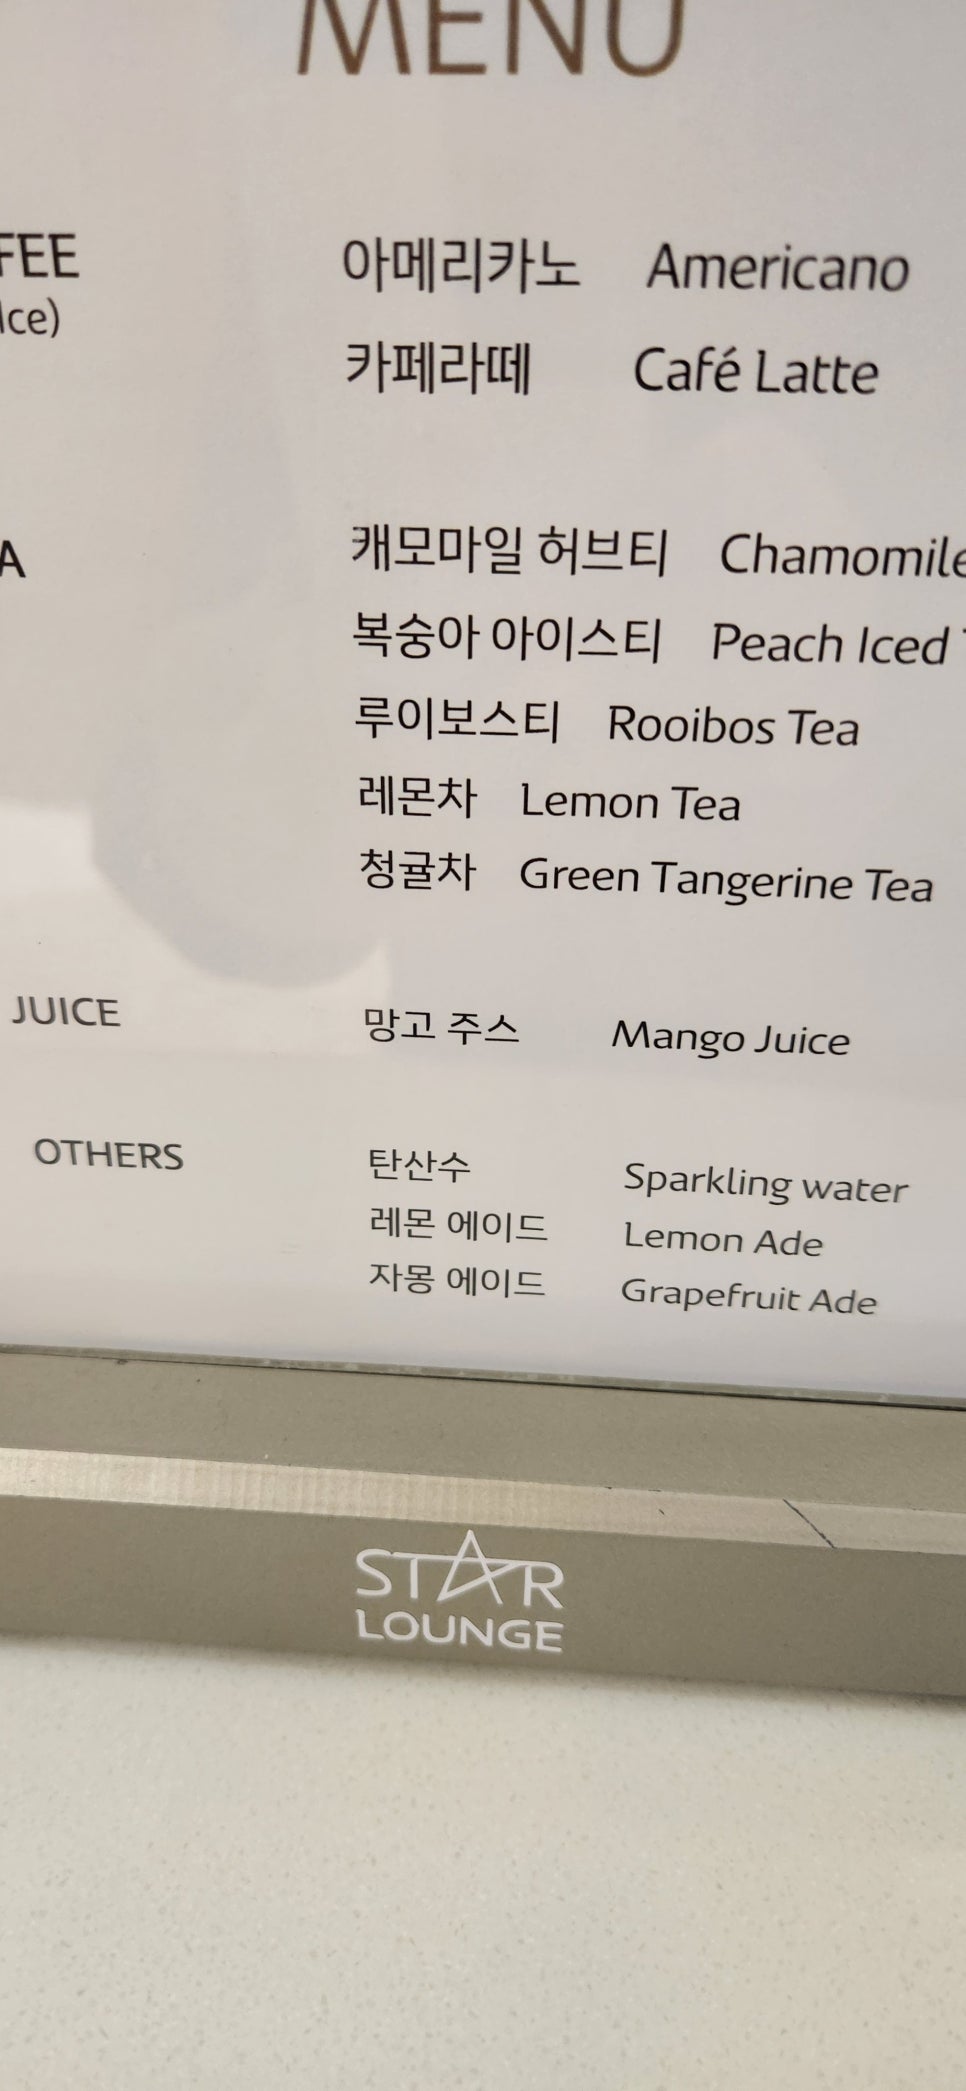 MENU
FEE 아메리카노 Americano
Ice)
카페라떼 Café Latte
A 캐모마일 허브티 Chamomile
복숭아 아이스티 Peach Iced
루이보스티 Rooibos Tea
레몬차 Lemon Tea
청귤차 Green Tangerine Tea
JUICE 망고 주스 Mango Juice
OTHERS 탄산수 Sparkling water
레몬 에이드 Lemon Ade
자몽 에이드 Grapefruit Ade
STAR
LOUNGE